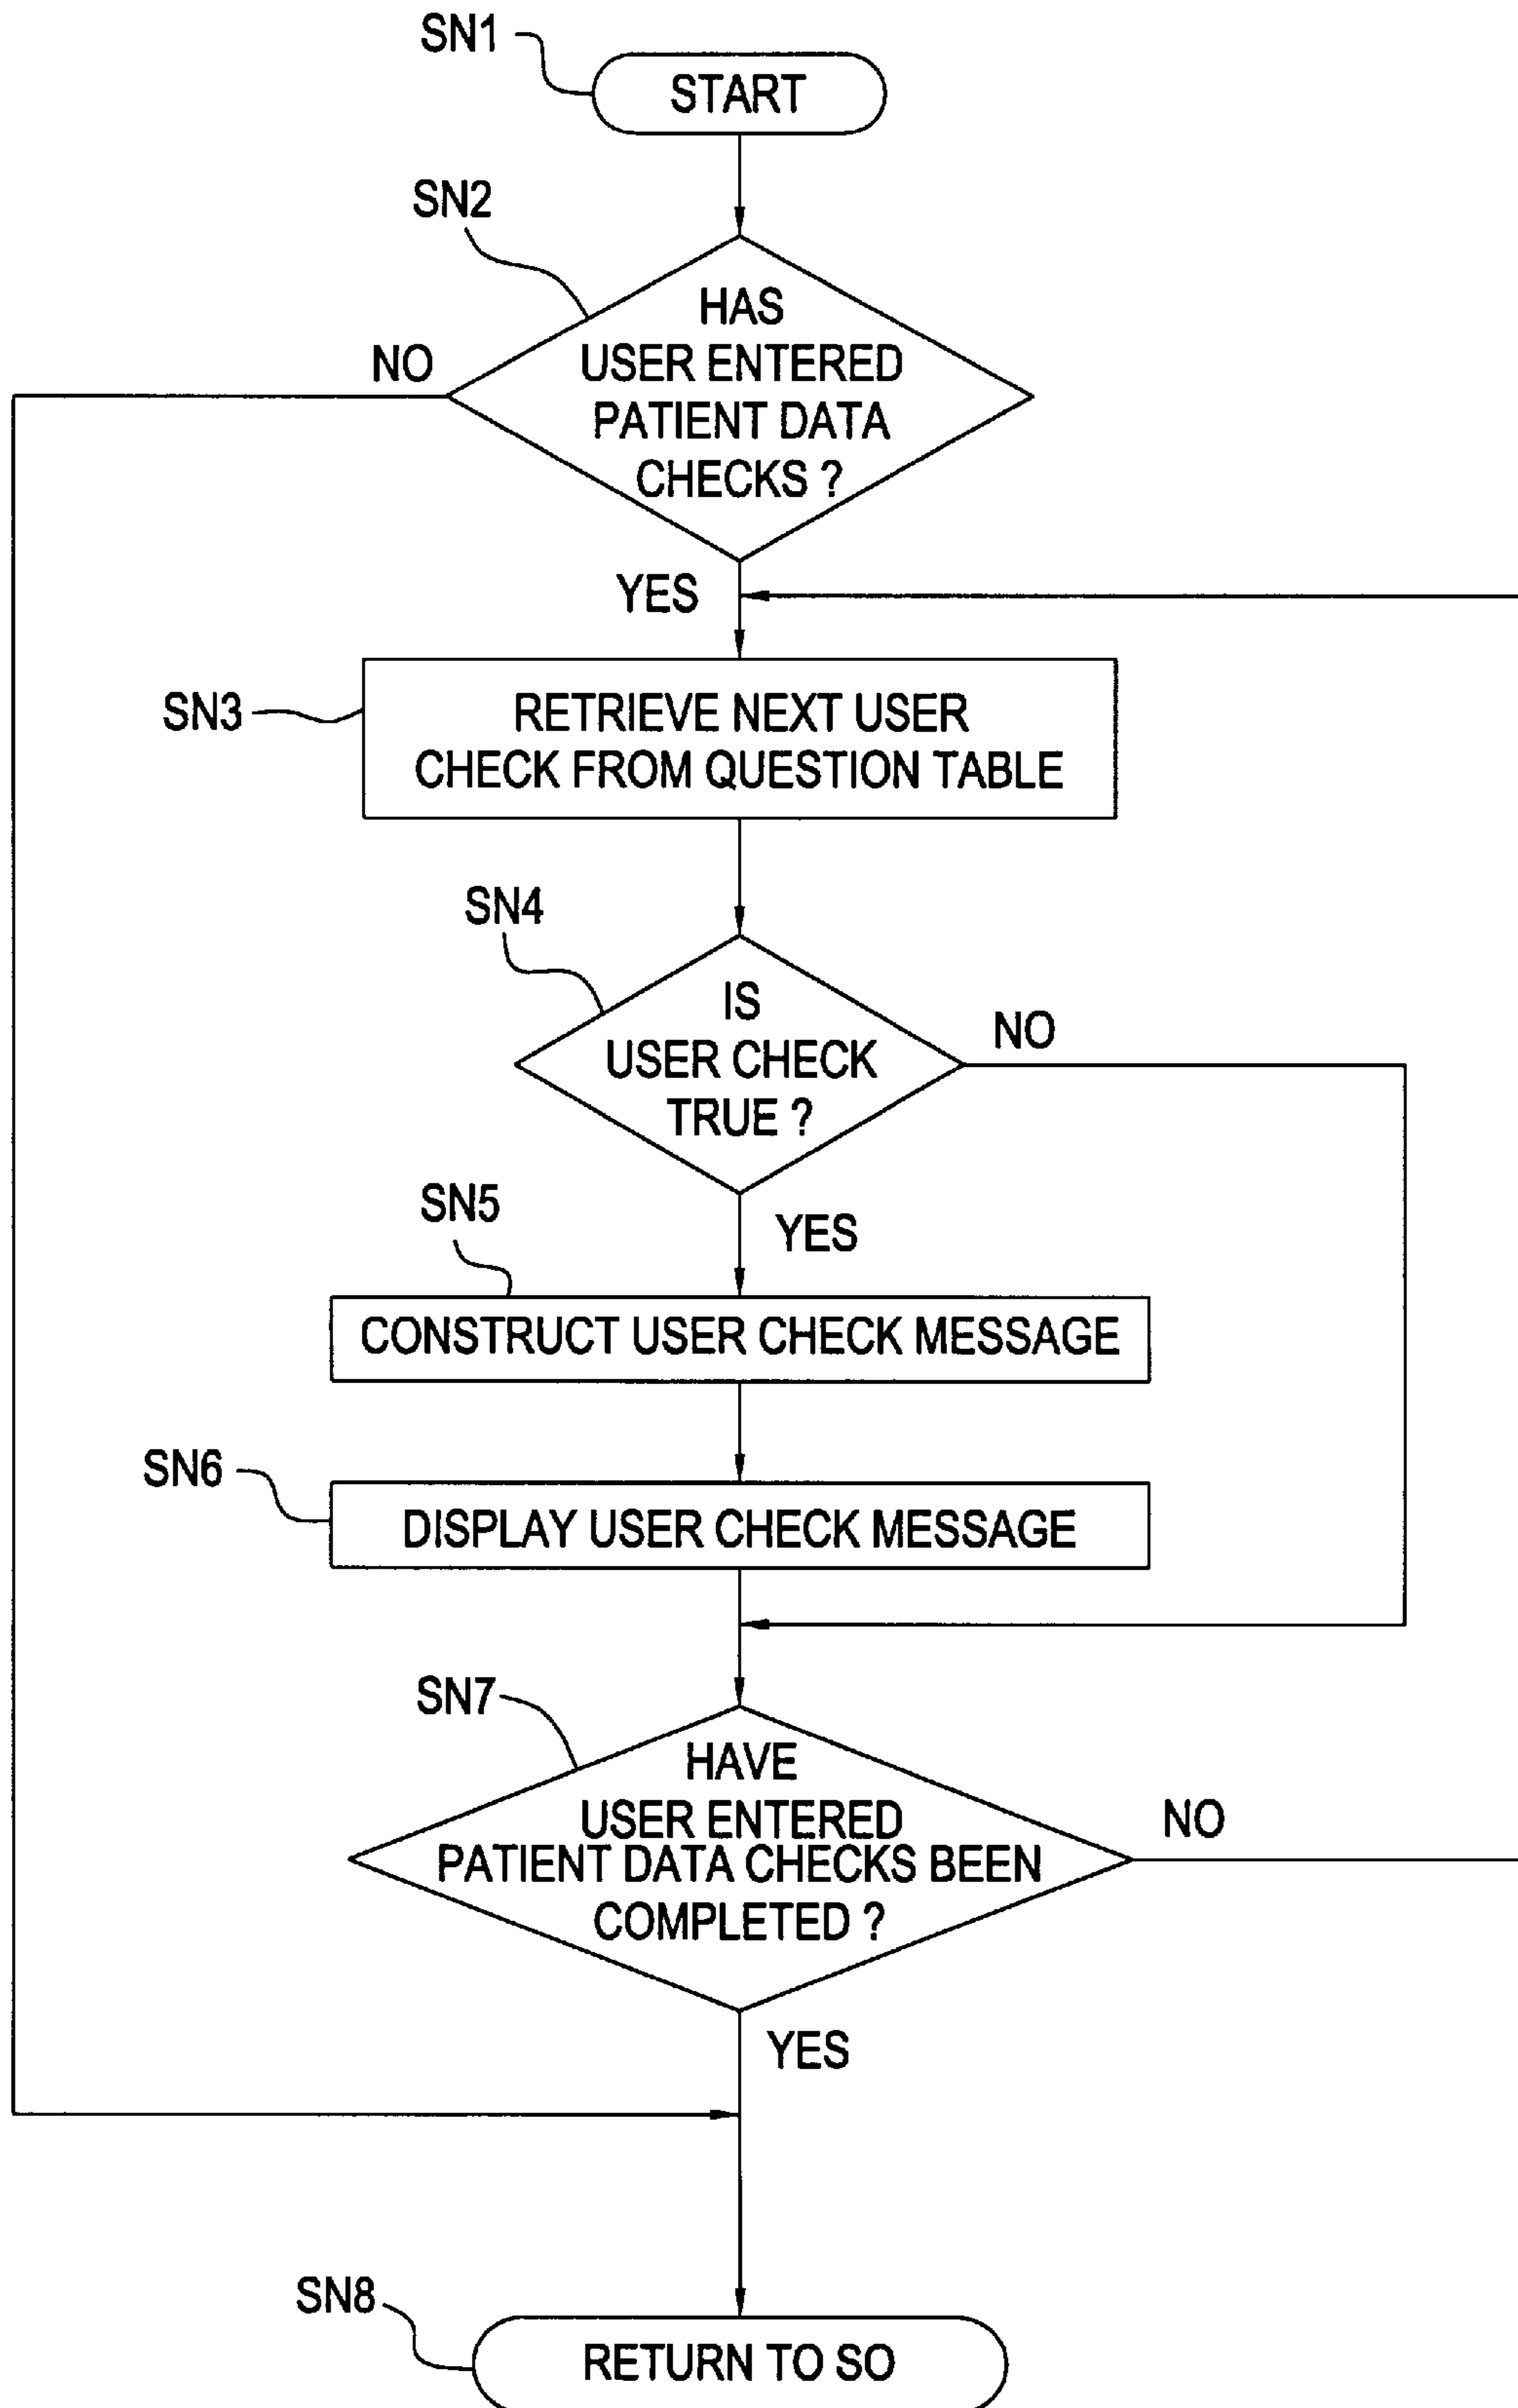 SN1
START
SN2
HAS
USER ENTERED
PATIENT DATA
CHECKS ?
NO
YES
SN3
RETRIEVE NEXT USER
CHECK FROM QUESTION TABLE
SN4
IS
USER CHECK
TRUE ?
NO
YES
SN5
CONSTRUCT USER CHECK MESSAGE
SN6
DISPLAY USER CHECK MESSAGE
SN7
HAVE
USER ENTERED
PATIENT DATA CHECKS BEEN
COMPLETED ?
NO
YES
SN8
RETURN TO SO